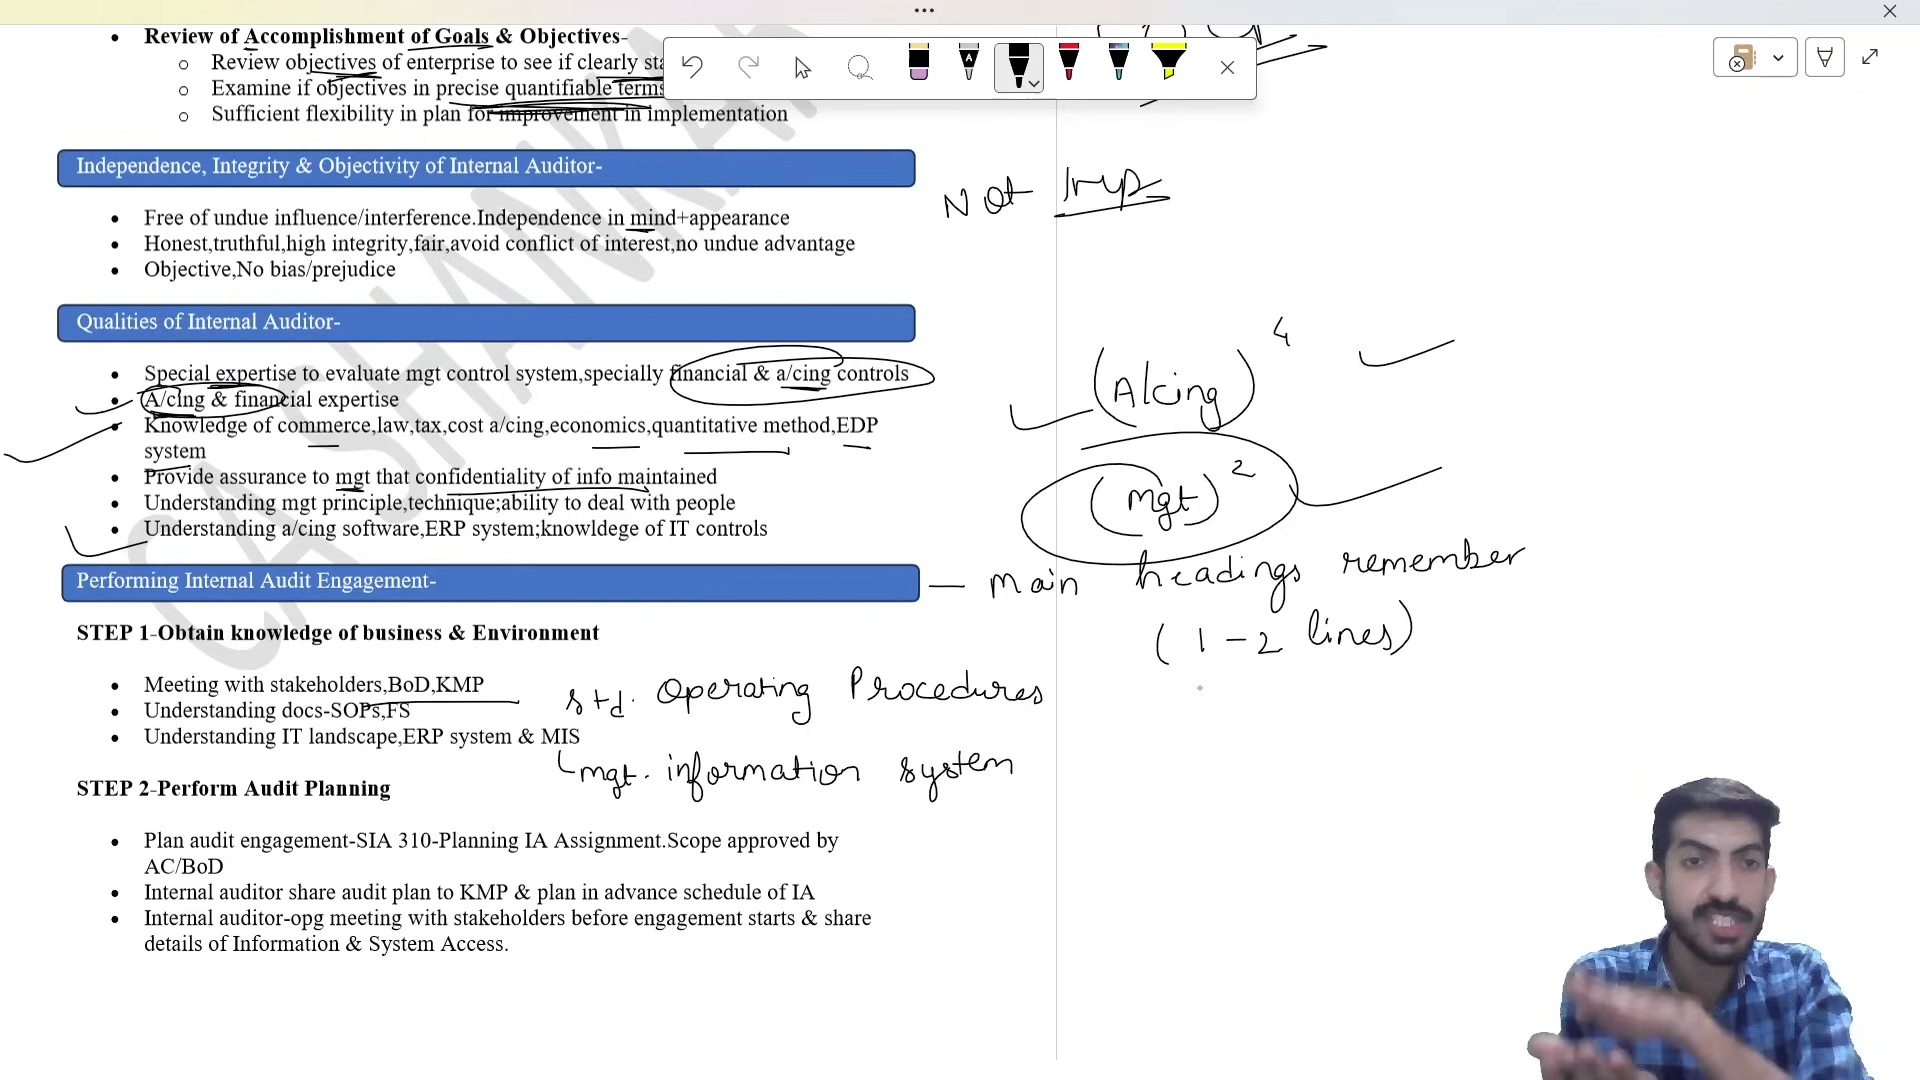 Review of Accomplishment of Goals & Objectives-
Review objectives of enterprise to see if clearly sta
Examine if objectives in precise quantifiable terms
Sufficient flexibility in plan for improvement in implementation
Independence, Integrity & Objectivity of Internal Auditor-
Not Imp
Free of undue influence/interference.Independence in mind+appearance
Honest,truthful,high integrity,fair,avoid conflict of interest,no undue advantage
Objective,No bias/prejudice
Qualities of Internal Auditor-
Special expertise to evaluate mgt control system,specially financial & a/cing controls
A/cing & financial expertise
Knowledge of commerce,law,tax,cost a/cing,economics,quantitative method,EDP
system
Provide assurance to mgt that confidentiality of info maintained
Understanding mgt principle,technique;ability to deal with people
Understanding a/cing software,ERP system;knowldege of IT controls
(A/cing) 4
(mgt) 2
Performing Internal Audit Engagement-
— main headings remember
(1-2 lines)
STEP 1-Obtain knowledge of business & Environment
Meeting with stakeholders,BoD,KMP
Understanding docs-SOPs,FS
std. Operating Procedures
Understanding IT landscape,ERP system & MIS
mgt. information system
STEP 2-Perform Audit Planning
Plan audit engagement-SIA 310-Planning IA Assignment.Scope approved by
AC/BoD
Internal auditor share audit plan to KMP & plan in advance schedule of IA
Internal auditor-opg meeting with stakeholders before engagement starts & share
details of Information & System Access.
CA SHANKA